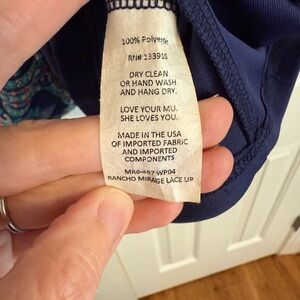 100% Polyester
RN# 133910
DRY CLEAN
OR HAND WASH
AND HANG DRY.
LOVE YOUR MU.
SHE LOVES YOU.
MADE IN THE USA
OF IMPORTED FABRIC
AND IMPORTED
COMPONENTS
RANCHO MIRAGE LACE UP